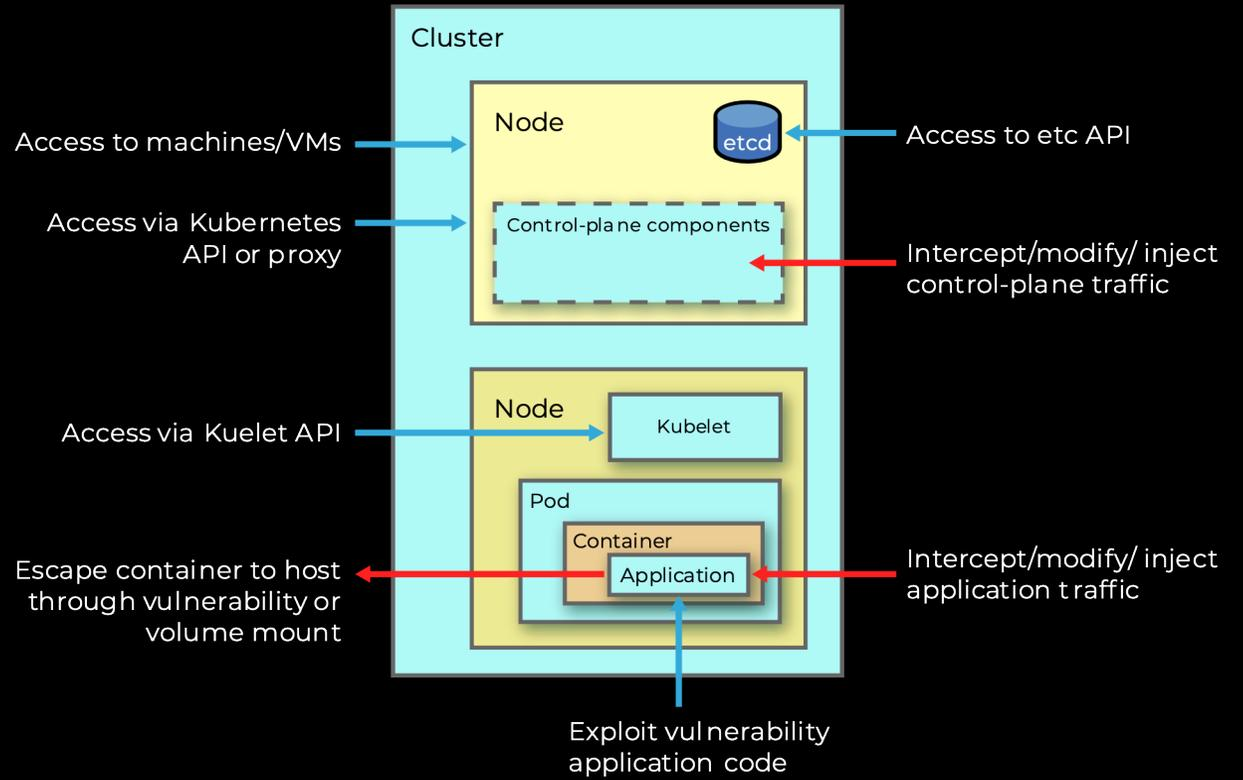 Cluster
Node
etcd
Access to machines/VMs
Access to etc API
Access via Kubernetes
API or proxy
Control-plane components
Intercept/modify/ inject
control-plane traffic
Node
Kubelet
Access via Kuelet API
Pod
Container
Application
Escape container to host
through vulnerability or
volume mount
Intercept/modify/ inject
application traffic
Exploit vulnerability
application code